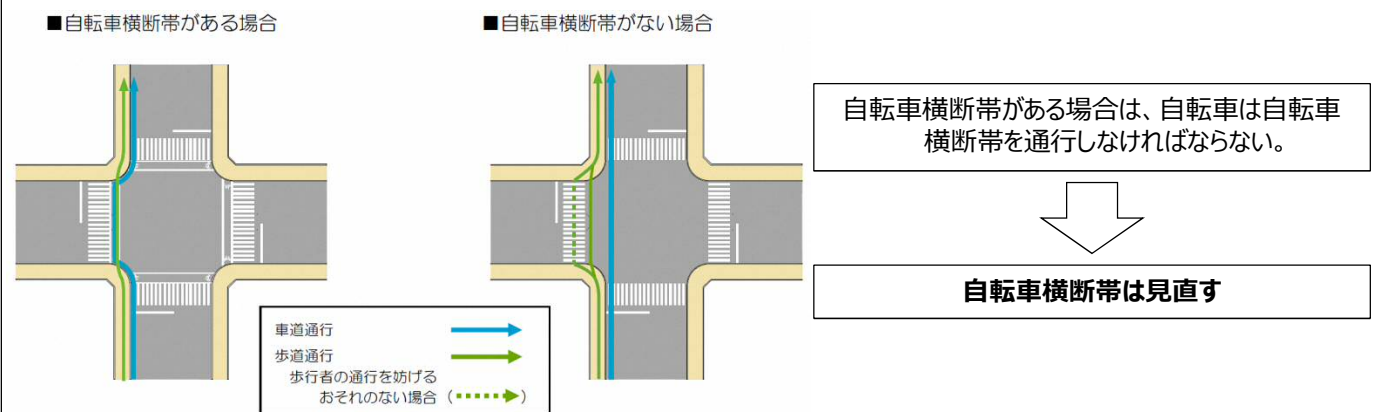 ■自転車横断帯がある場合
■自転車横断帯がない場合
自転車横断帯がある場合は、自転車は自転車
横断帯を通行しなければならない。
自転車横断帯は見直す
車道通行
歩道通行
歩行者の通行を妨げる
おそれのない場合（　　　）